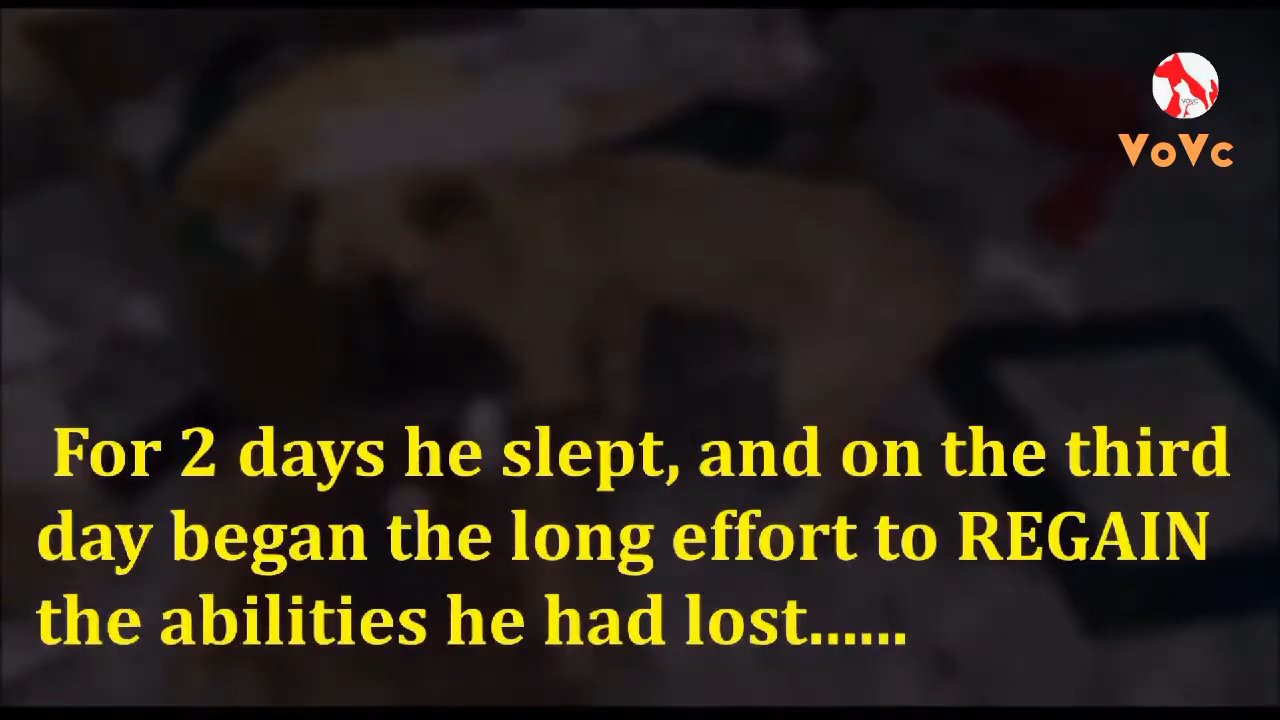 VoVc
For 2 days he slept, and on the third
day began the long effort to REGAIN
the abilities he had lost......